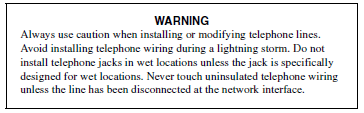 WARNING
Always use caution when installing or modifying telephone lines.
Avoid installing telephone wiring during a lightning storm. Do not
install telephone jacks in wet locations unless the jack is specifically
designed for wet locations. Never touch uninsulated telephone wiring
unless the line has been disconnected at the network interface.